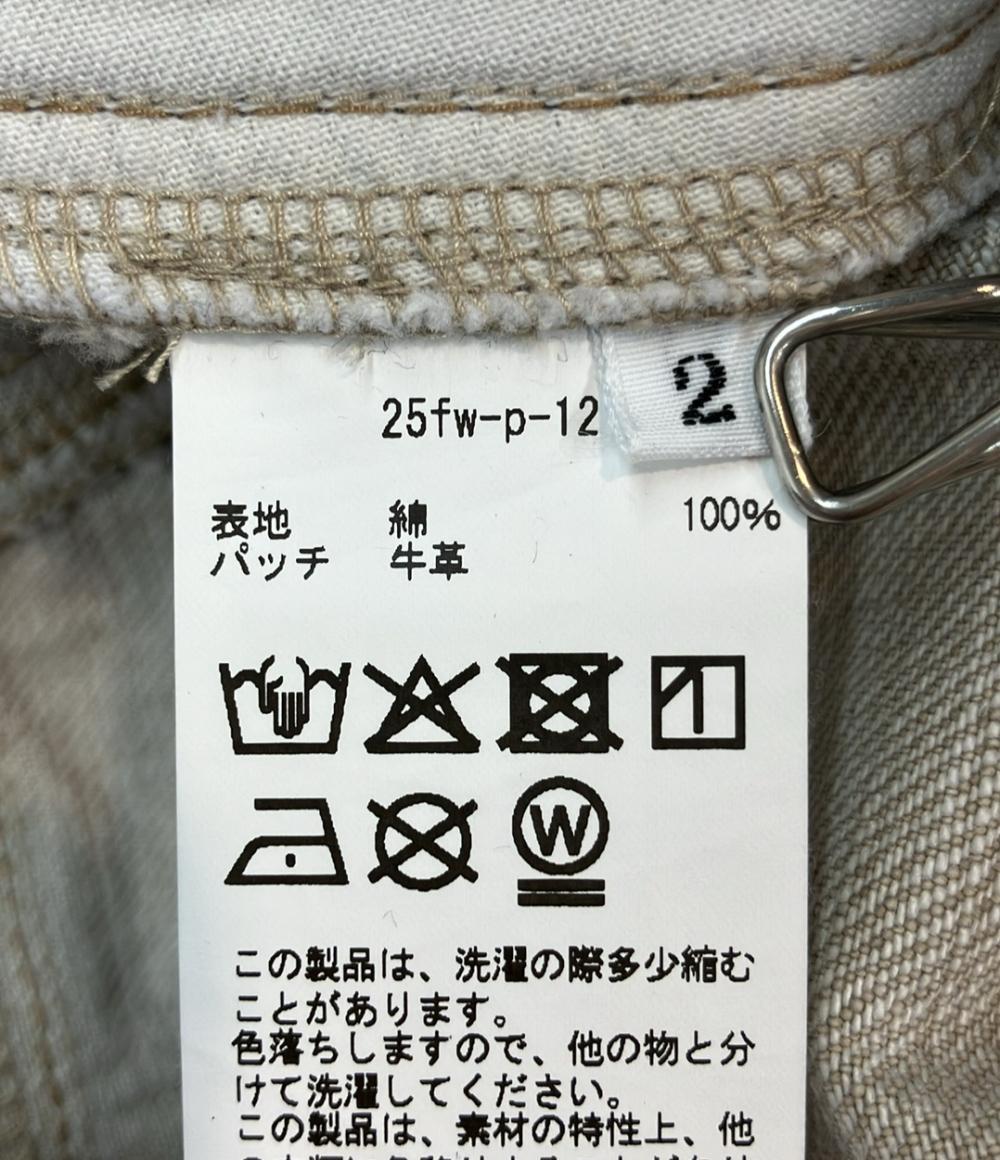 25fw-p-12
2
表地 綿 100%
パッチ 牛革
W
この製品は、洗濯の際多少縮む
ことがあります。
色落ちしますので、他の物と分
けて洗濯してください。
この製品は、素材の特性上、他